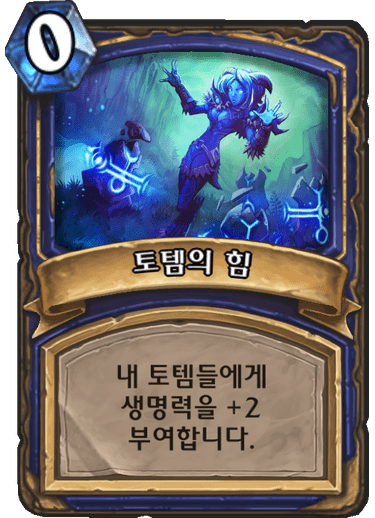 0
토템의 힘
내 토템들에게
생명력을 +2
부여합니다.